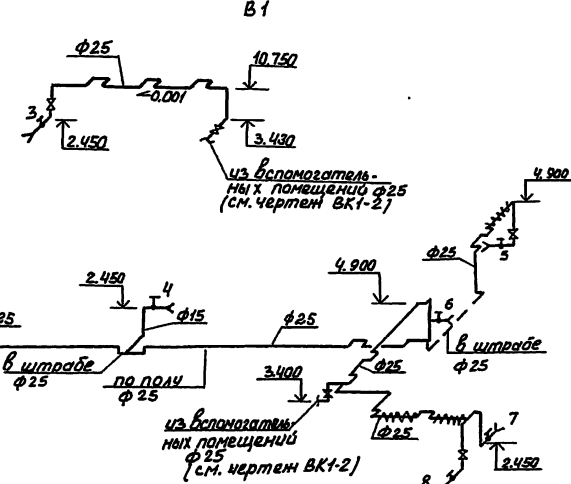 В1
ф25
10.750
<0.001
3
2.450
3.430
из вспомогатель-
ных помещений ф25
(см. чертеж ВК1-2)
4.900
ф25
5
2.450
4
4.900
6
ф15
ф25
25
в штрабе
ф25
по полу
ф25
ф25
в штрабе
ф25
3.400
из вспомогатель-
ных помещений
ф25
(см. чертеж ВК1-2)
ф25
7
2.450
8